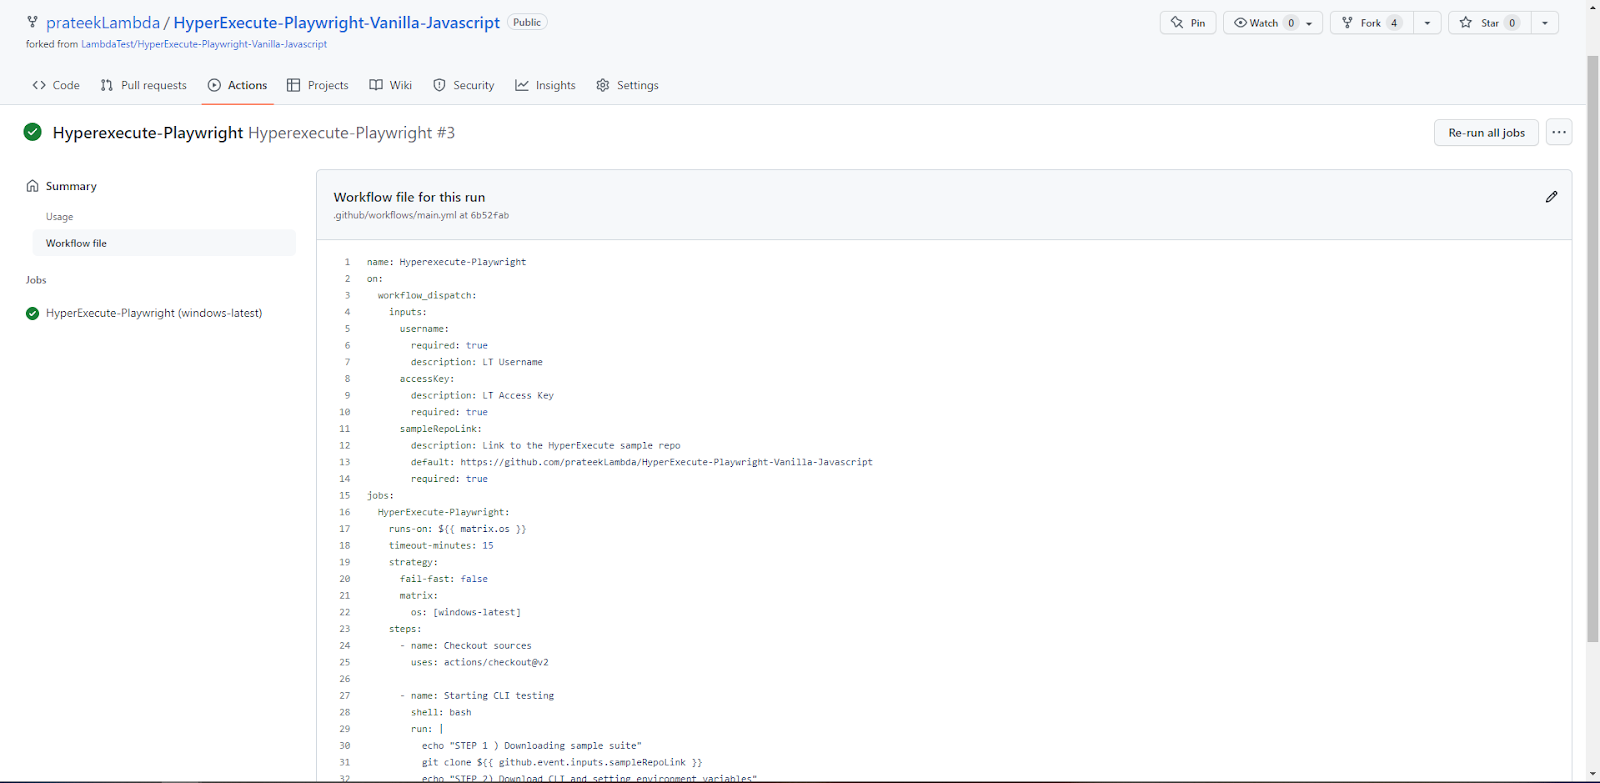 prateekLambda / HyperExecute-Playwright-Vanilla-Javascript Public
Pin Watch 0 Fork 4 Star 0
forked from LambdaTest/HyperExecute-Playwright-Vanilla-Javascript
Code Pull requests Actions Projects Wiki Security Insights Settings
Hyperexecute-Playwright Hyperexecute-Playwright #3
Re-run all jobs ...
Summary
Usage
Workflow file
Jobs
HyperExecute-Playwright (windows-latest)
Workflow file for this run
.github/workflows/main.yml at 6b52fab
1 name: Hyperexecute-Playwright
2 on:
3 workflow_dispatch:
4 inputs:
5 username:
6 required: true
7 description: LT Username
8 accessKey:
9 description: LT Access Key
10 required: true
11 sampleRepoLink:
12 description: Link to the HyperExecute sample repo
13 default: https://github.com/prateekLambda/HyperExecute-Playwright-Vanilla-Javascript
14 required: true
15 jobs:
16 HyperExecute-Playwright:
17 runs-on: ${{ matrix.os }}
18 timeout-minutes: 15
19 strategy:
20 fail-fast: false
21 matrix:
22 os: [windows-latest]
23 steps:
24 - name: Checkout sources
25 uses: actions/checkout@v2
26
27 - name: Starting CLI testing
28 shell: bash
29 run: |
30 echo "STEP 1 ) Downloading sample suite"
31 git clone ${{ github.event.inputs.sampleRepoLink }}
32 echo "STEP 2) Download CLI and setting environment variables"